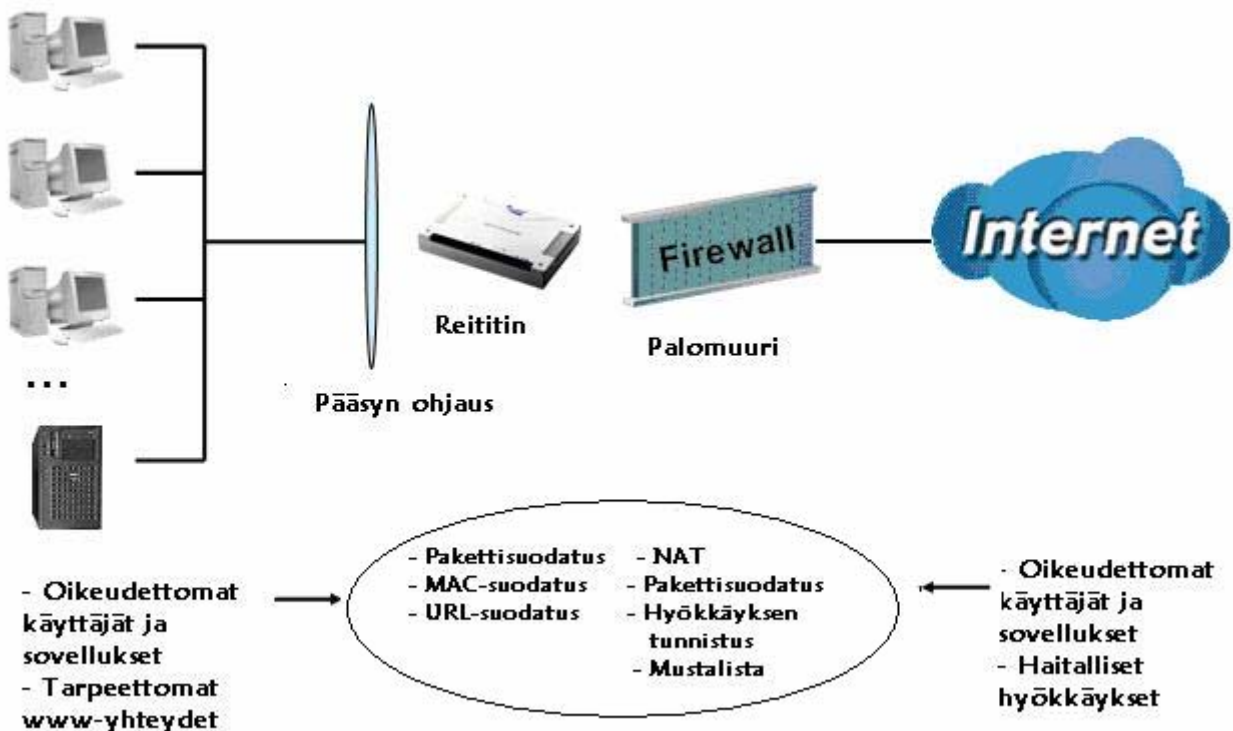 Firewall
Internet
Reititin
Palomuuri
...
Pääsyn ohjaus
- Oikeudettomat
käyttäjät ja
sovellukset
- Tarpeettomat
www-yhteydet
- Pakettisuodatus
- MAC-suodatus
- URL-suodatus
- NAT
- Pakettisuodatus
- Hyökkäyksen
tunnistus
- Mustalista
- Oikeudettomat
käyttäjät ja
sovellukset
- Haitalliset
hyökkäykset